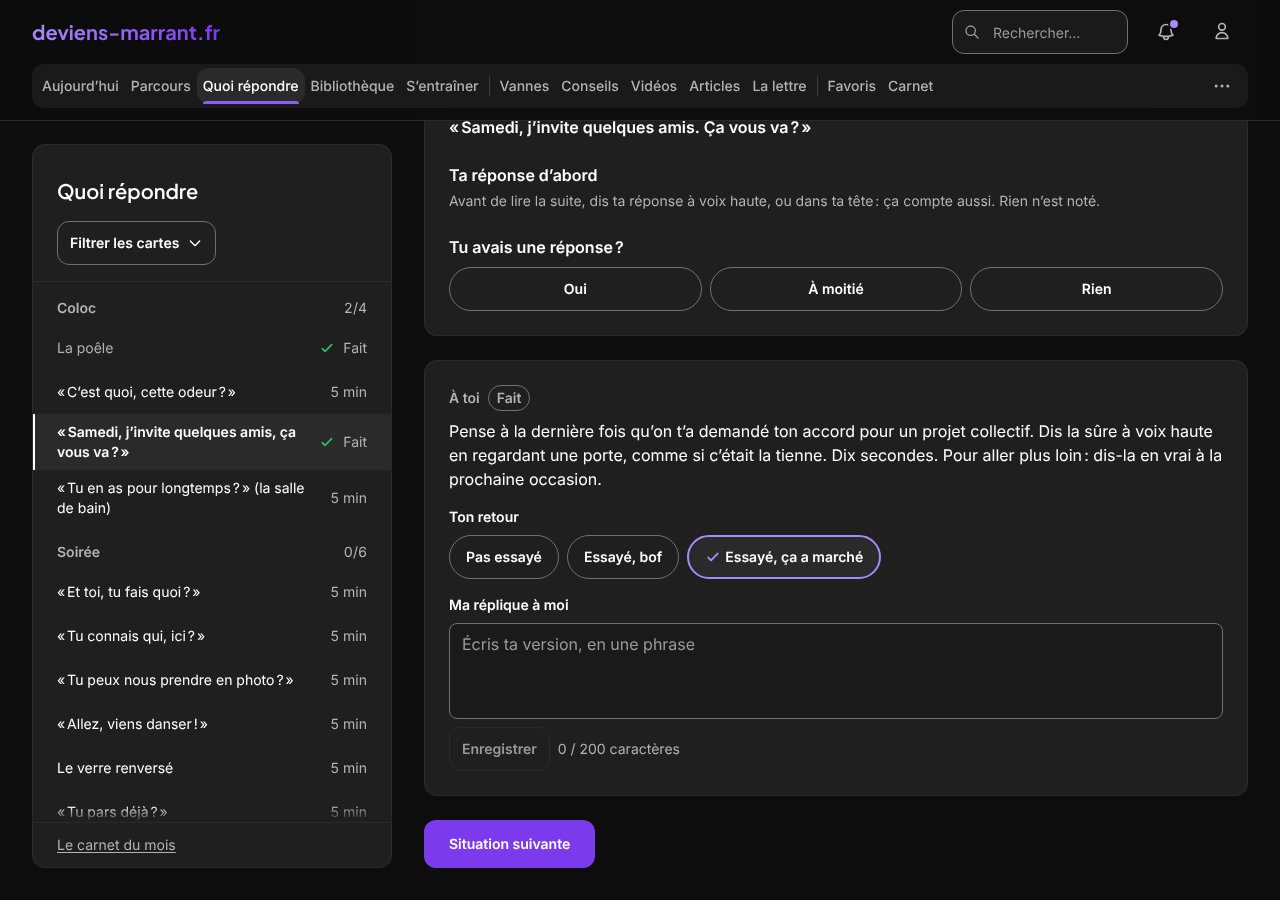 deviens-marrant.fr
Rechercher...
Aujourd’hui Parcours Quoi répondre Bibliothèque S’entraîner Vannes Conseils Vidéos Articles La lettre Favoris Carnet
Quoi répondre
Filtrer les cartes
Coloc 2/4
La poêle Fait
« C’est quoi, cette odeur ? » 5 min
« Samedi, j’invite quelques amis, ça
vous va ? » Fait
« Tu en as pour longtemps ? » (la salle
de bain) 5 min
Soirée 0/6
« Et toi, tu fais quoi ? » 5 min
« Tu connais qui, ici ? » 5 min
« Tu peux nous prendre en photo ? » 5 min
« Allez, viens danser ! » 5 min
Le verre renversé 5 min
« Tu pars déjà ? » 5 min
Le carnet du mois
« Samedi, j’invite quelques amis. Ça vous va ? »
Ta réponse d’abord
Avant de lire la suite, dis ta réponse à voix haute, ou dans ta tête : ça compte aussi. Rien n’est noté.
Tu avais une réponse ?
Oui À moitié Rien
À toi Fait
Pense à la dernière fois qu’on t’a demandé ton accord pour un projet collectif. Dis la sûre à voix haute
en regardant une porte, comme si c’était la tienne. Dix secondes. Pour aller plus loin : dis-la en vrai à la
prochaine occasion.
Ton retour
Pas essayé Essayé, bof Essayé, ça a marché
Ma réplique à moi
Écris ta version, en une phrase
Enregistrer 0 / 200 caractères
Situation suivante